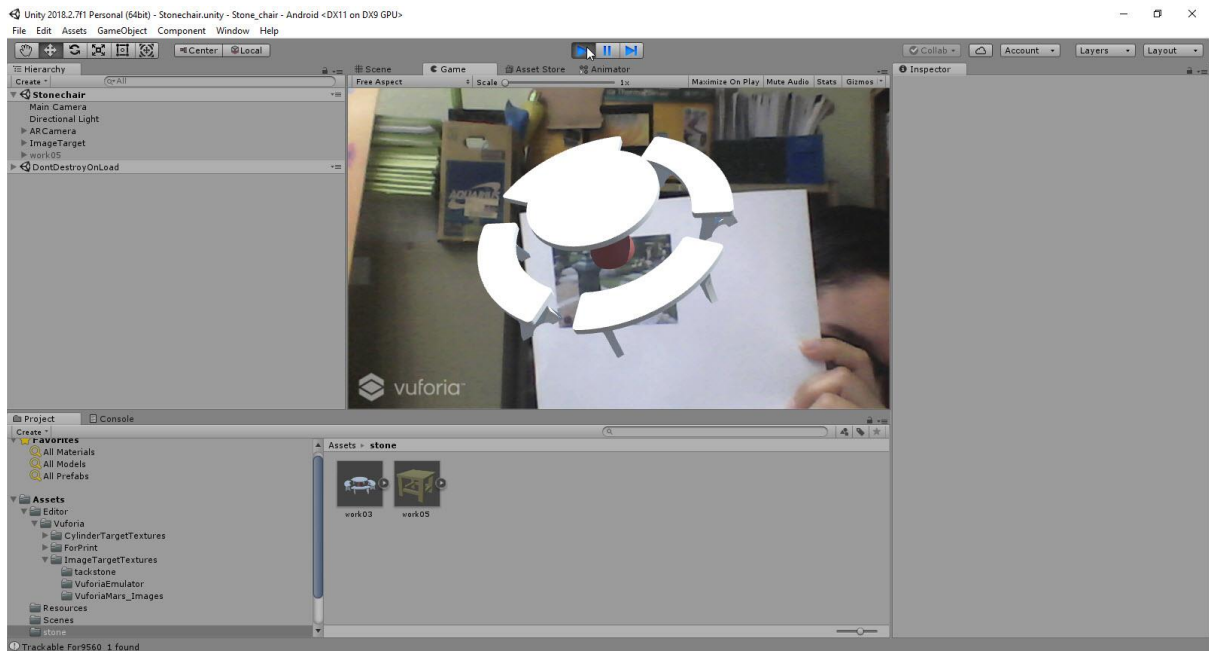 Unity 2018.2.7f1 Personal (64bit) - Stonechair.unity - Stone_chair - Android <DX11 on DX9 GPU>
File Edit Assets GameObject Component Window Help
Center Local Collab Account Layers Layout
Hierarchy
Create All
Stonechair
Main Camera
Directional Light
ARCamera
ImageTarget
work05
DontDestroyOnLoad
Scene Game Asset Store Animator
Free Aspect Scale 1x Maximize On Play Mute Audio Stats Gizmos
AQUARIUS
vuforia
Inspector
Project Console
Create
Favorites
All Materials
All Models
All Prefabs
Assets
Editor
Vuforia
CylinderTargetTextures
ForPrint
ImageTargetTextures
tackstone
VuforiaEmulator
VuforiaMars_Images
Resources
Scenes
stone
Assets stone
work03 work05
Trackable For9560_1 found